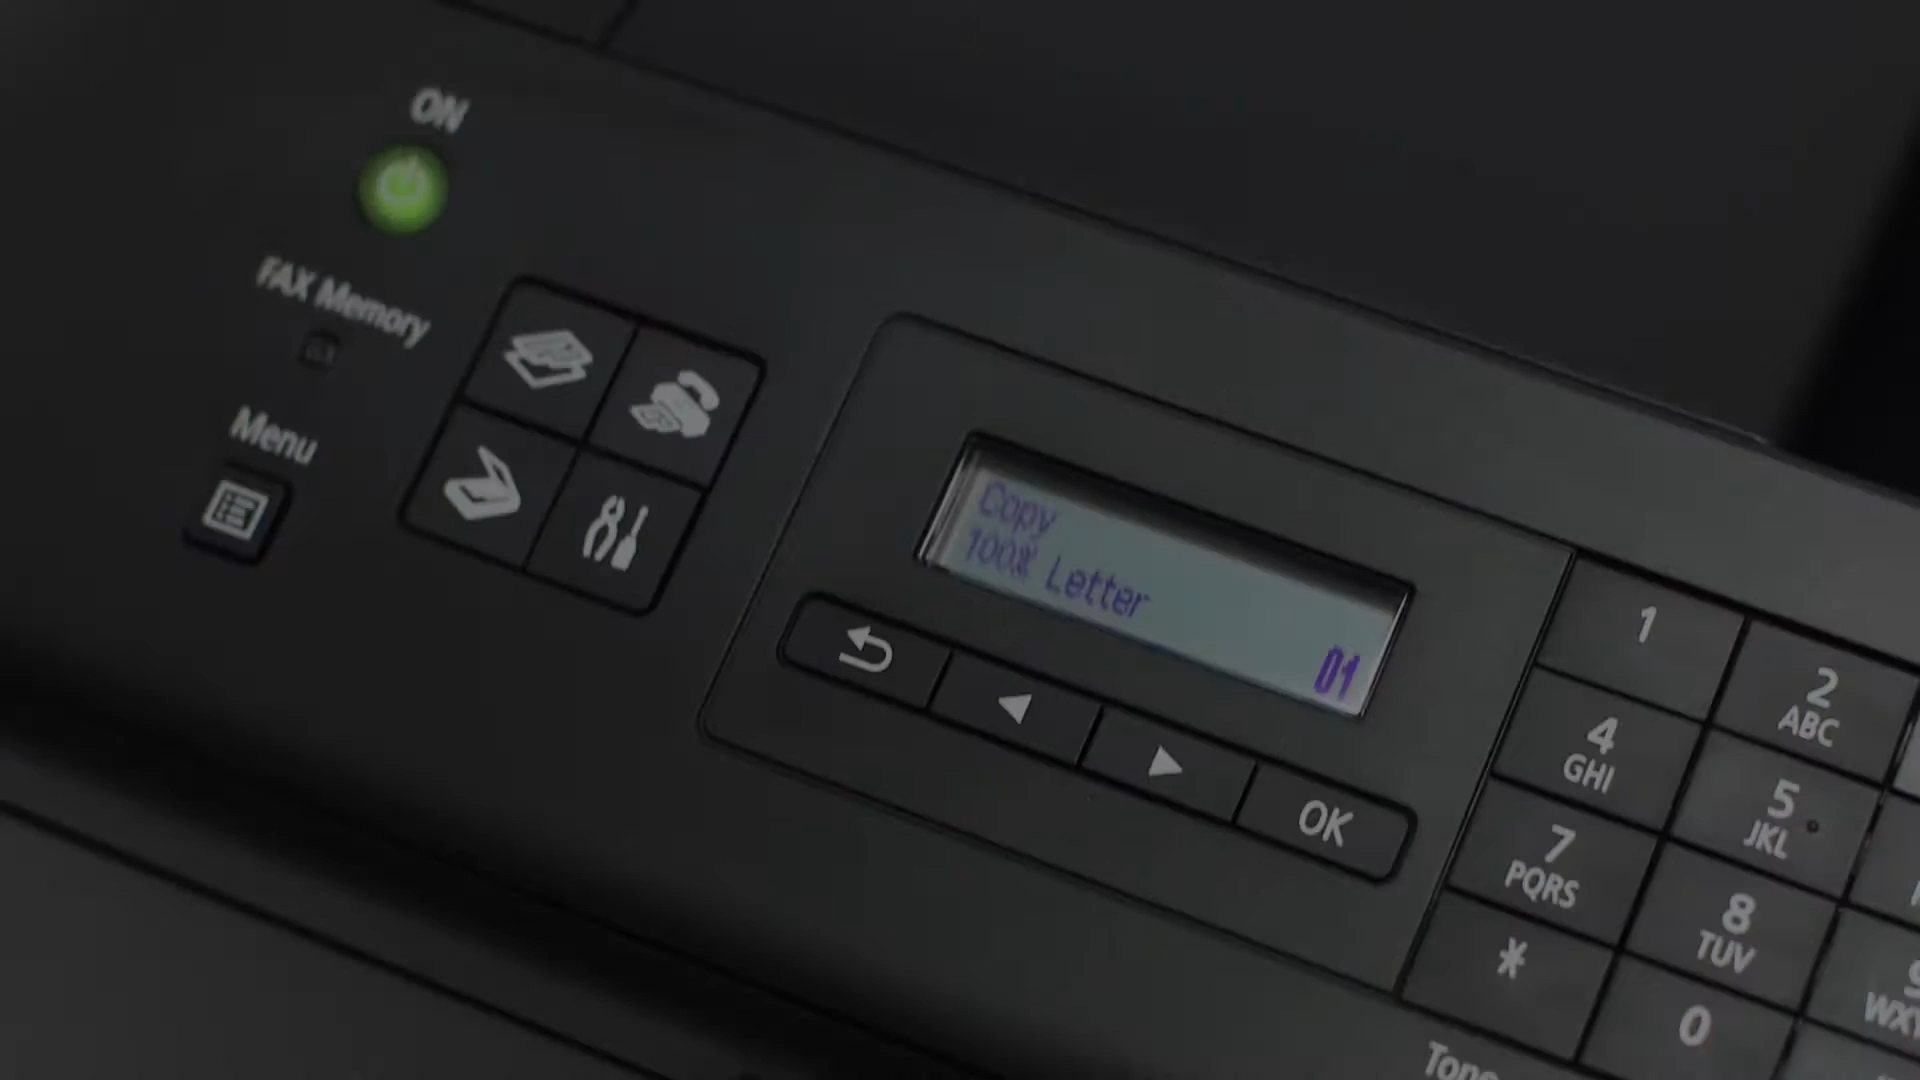 ON
FAX Memory
Menu
Copy
100% Letter
01
OK
1
2
ABC
4
GHI
5
JKL
7
PQRS
8
TUV
*
0
Tone